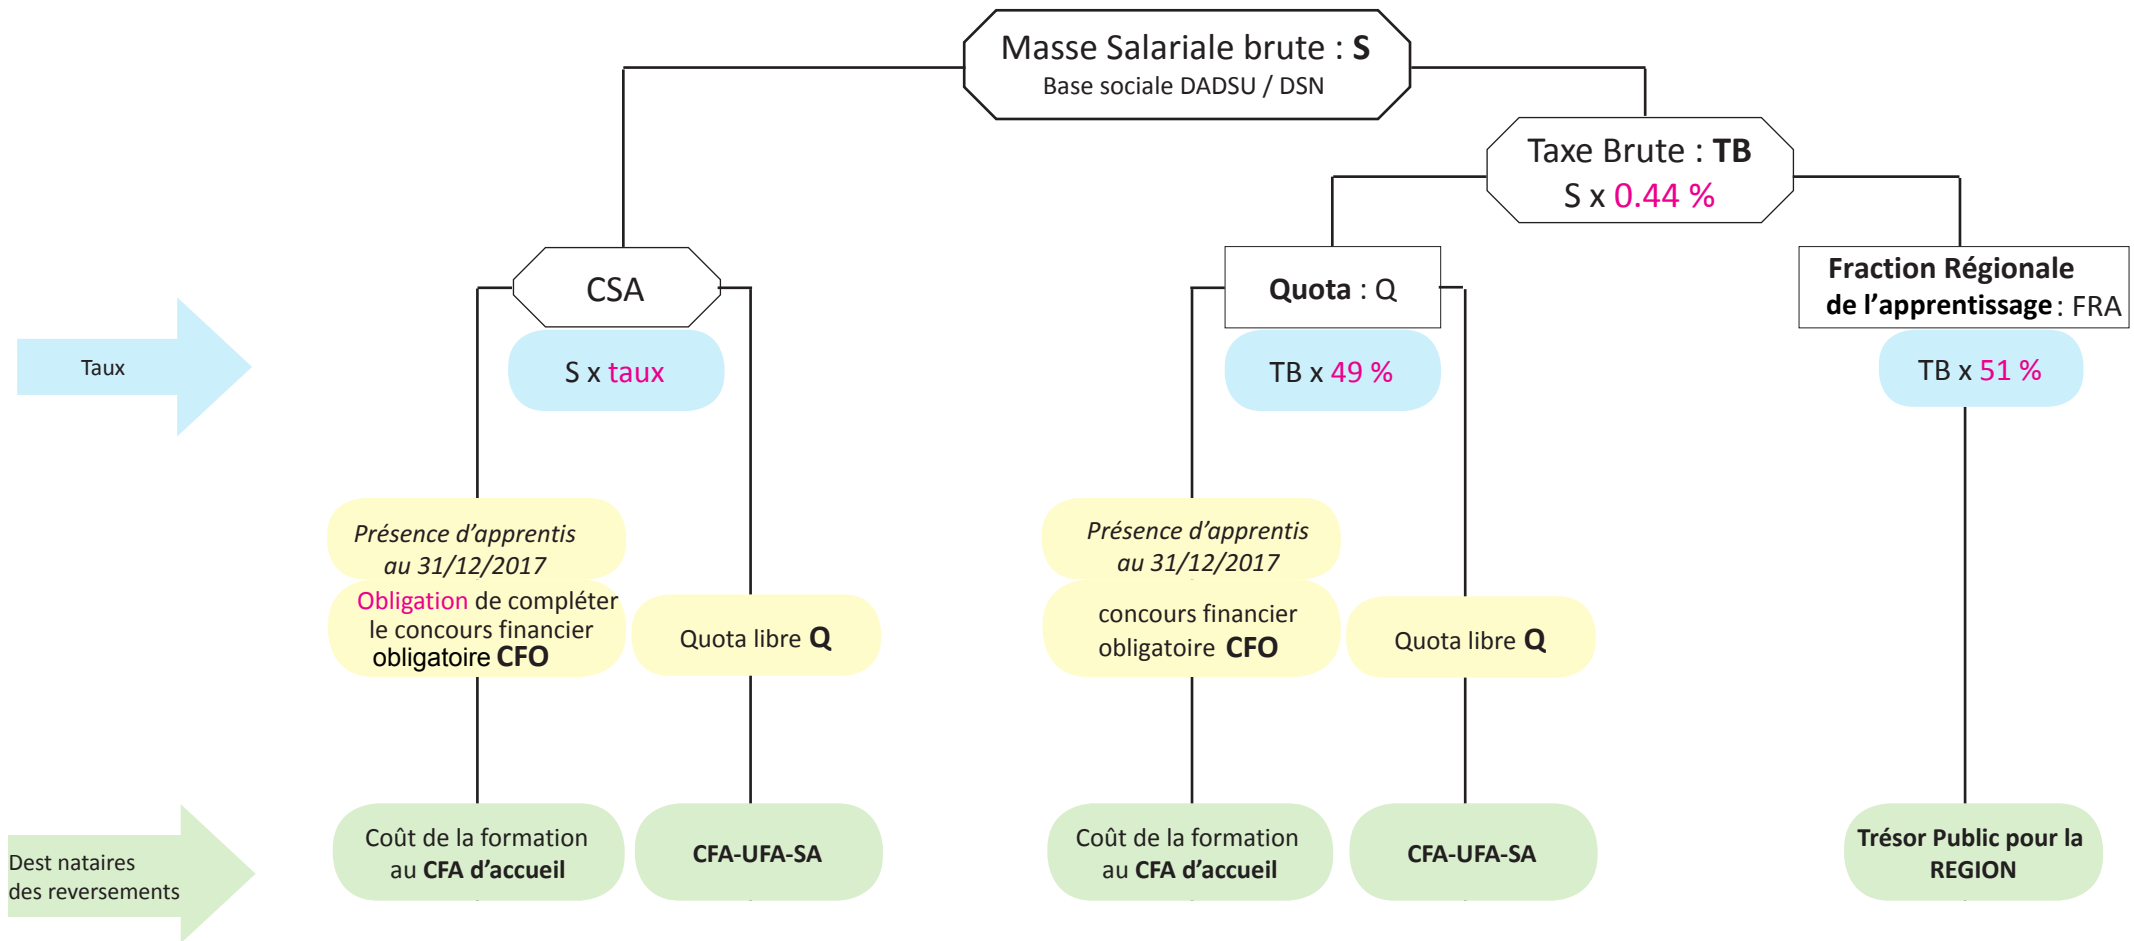 Masse Salariale brute : S
Base sociale DADSU / DSN
Taxe Brute : TB
S x 0.44 %
CSA
Quota : Q
Fraction Régionale
de l’apprentissage : FRA
Taux
S x taux
TB x 49 %
TB x 51 %
Présence d’apprentis
au 31/12/2017
Obligation de compléter
le concours financier
obligatoire CFO
Quota libre Q
Présence d’apprentis
au 31/12/2017
concours financier
obligatoire CFO
Quota libre Q
Dest nataires
des reversements
Coût de la formation
au CFA d’accueil
CFA-UFA-SA
Coût de la formation
au CFA d’accueil
CFA-UFA-SA
Trésor Public pour la
REGION